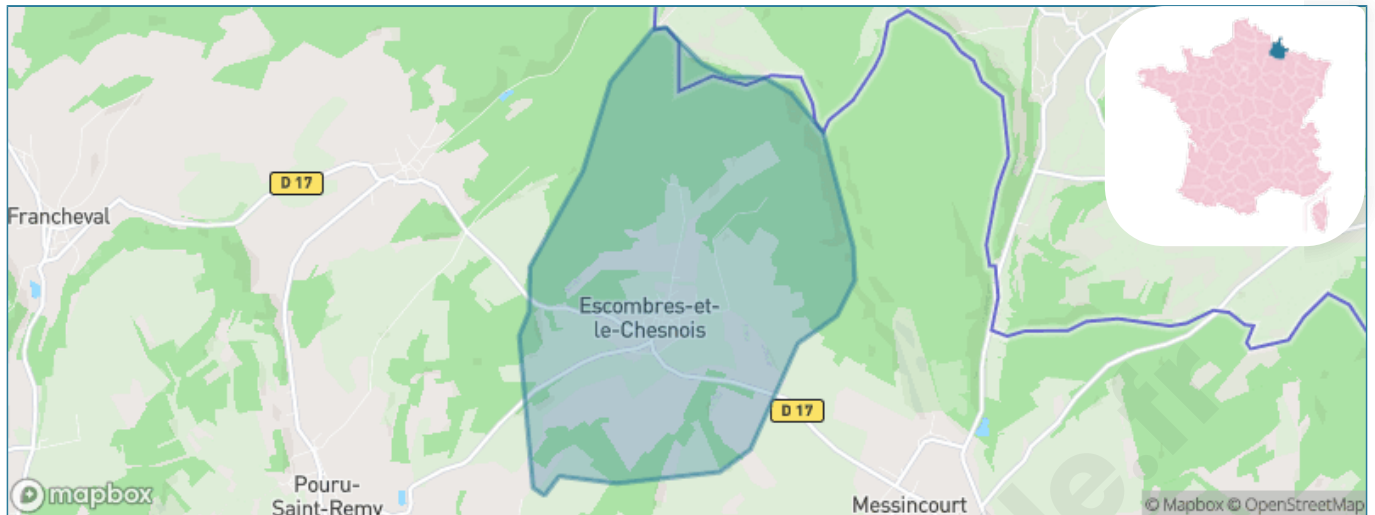 D 17
Francheval
Escombres-et-
le-Chesnois
D 17
Pouru-
Saint-Remy
Messincourt
mapbox
© Mapbox © OpenStreetMap